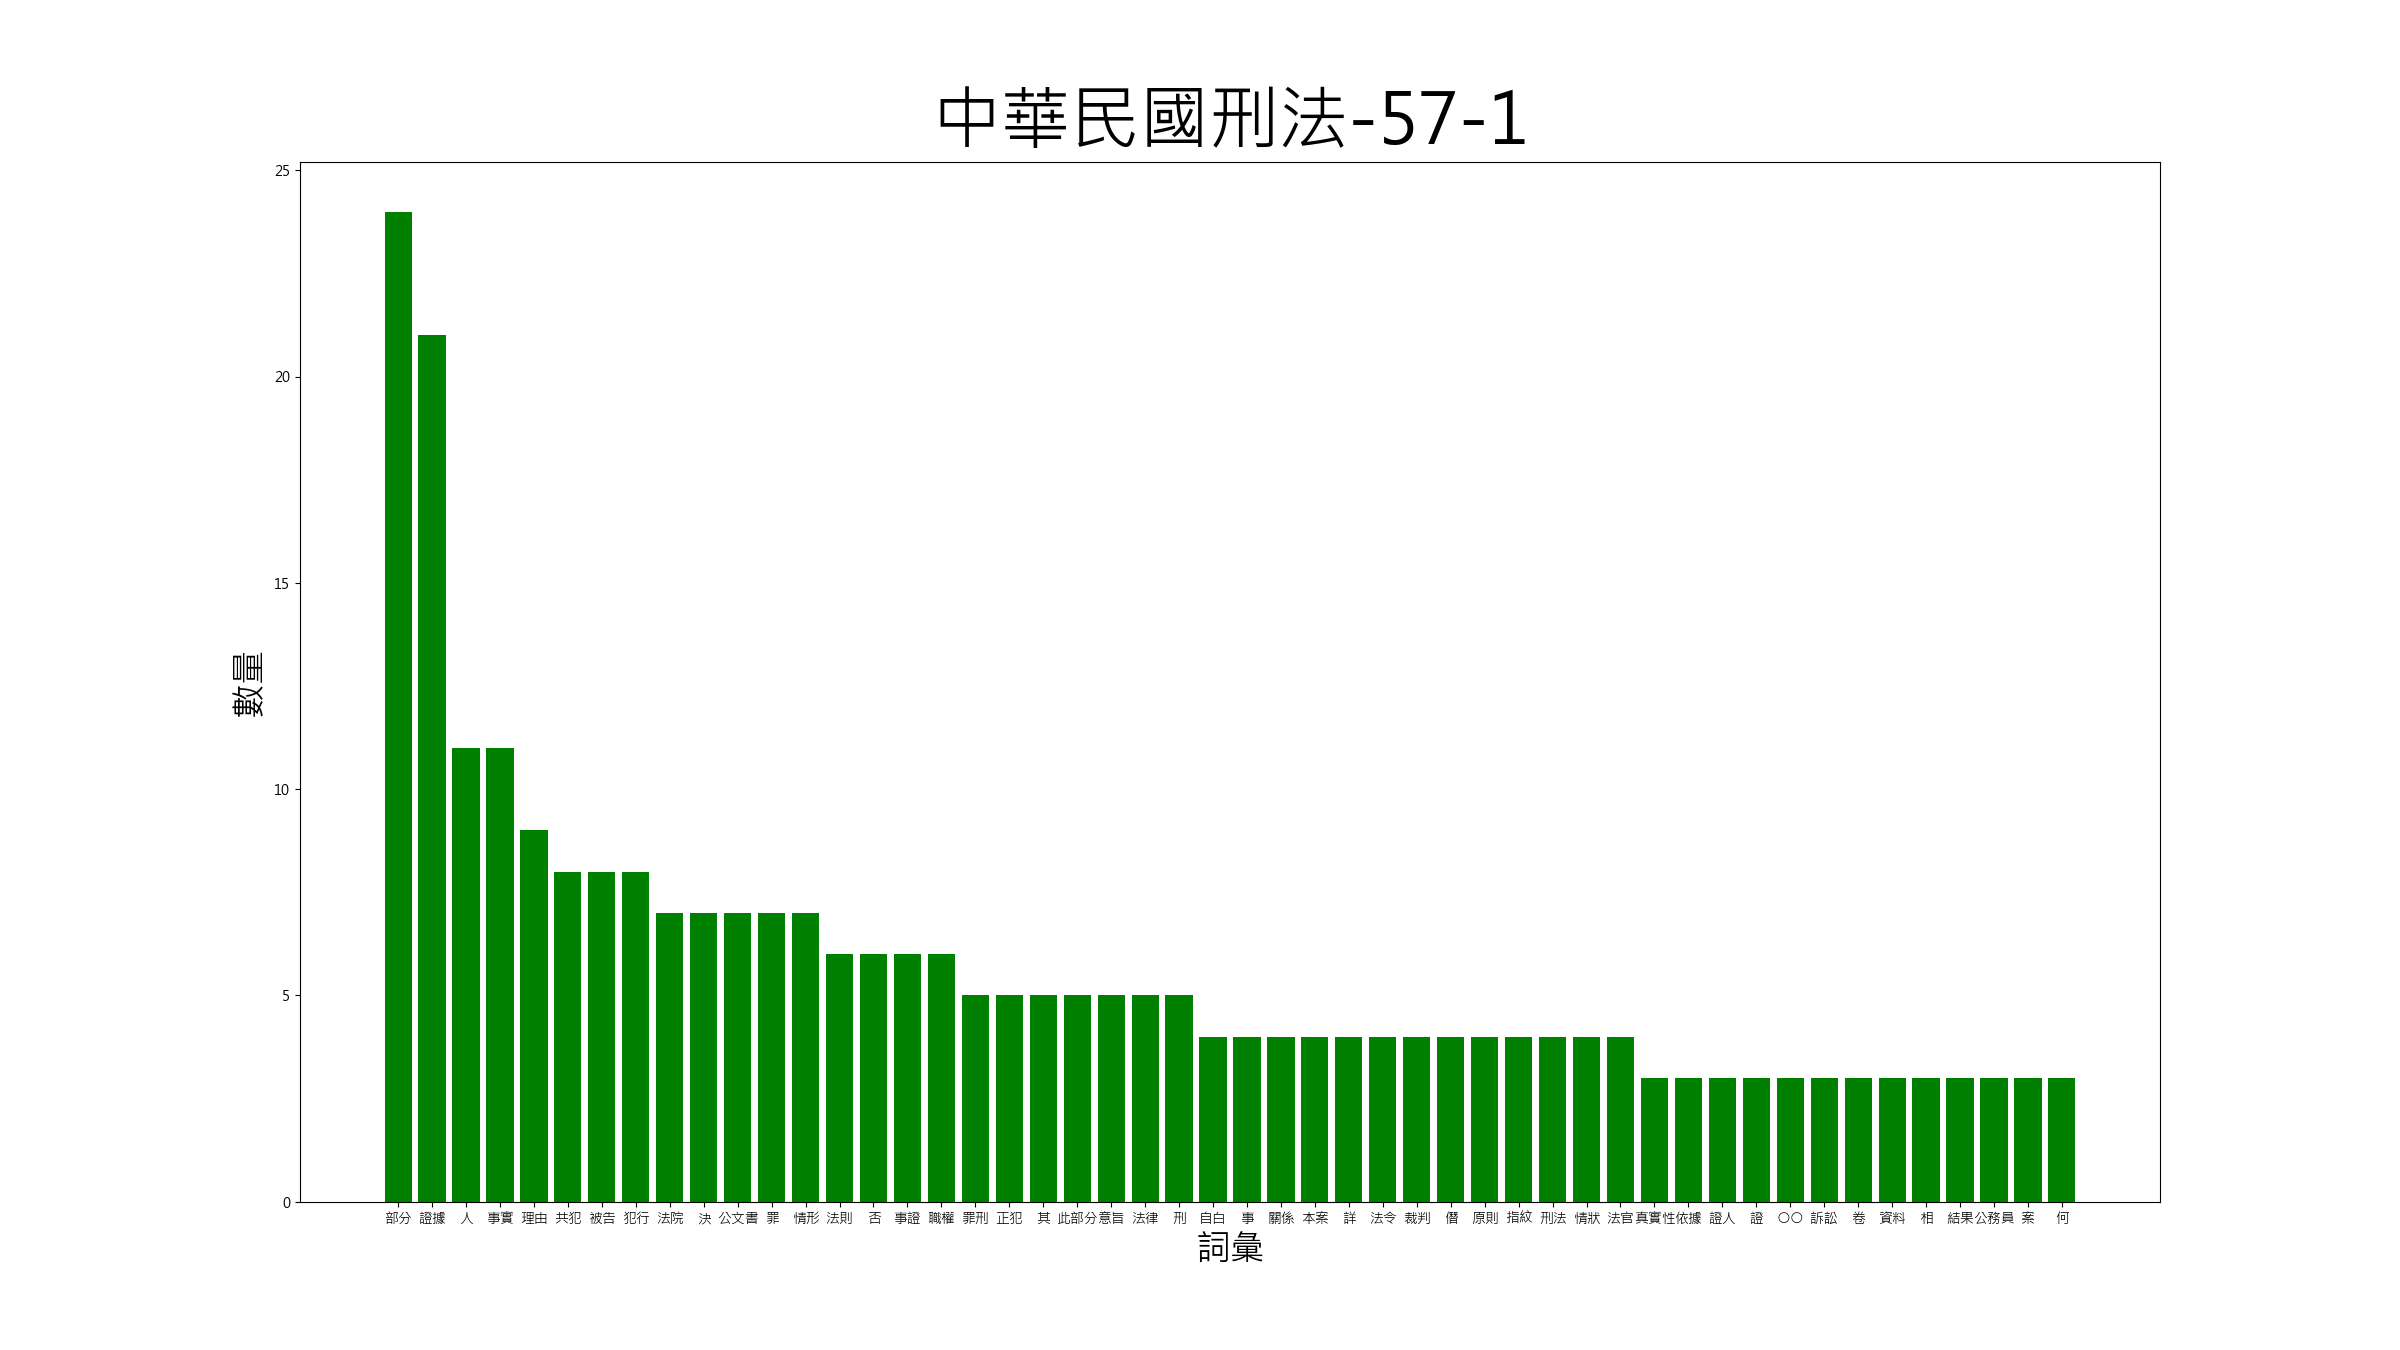 中華民國刑法-57-1
25
20
15
10
5
0
數量
部分 證據 人 事實 理由 共犯 被告 犯行 法院 決 公文書 罪 情形 法則 否 事證 職權 罪刑 正犯 其 此部分 意旨 法律 刑 自白 事 關係 本案 詳 法令 裁判 僭 原則 指紋 刑法 情狀 法官 真實性 依據 證人 證 〇〇 訴訟 卷 資料 相 結果 公務員 案 何
詞彙